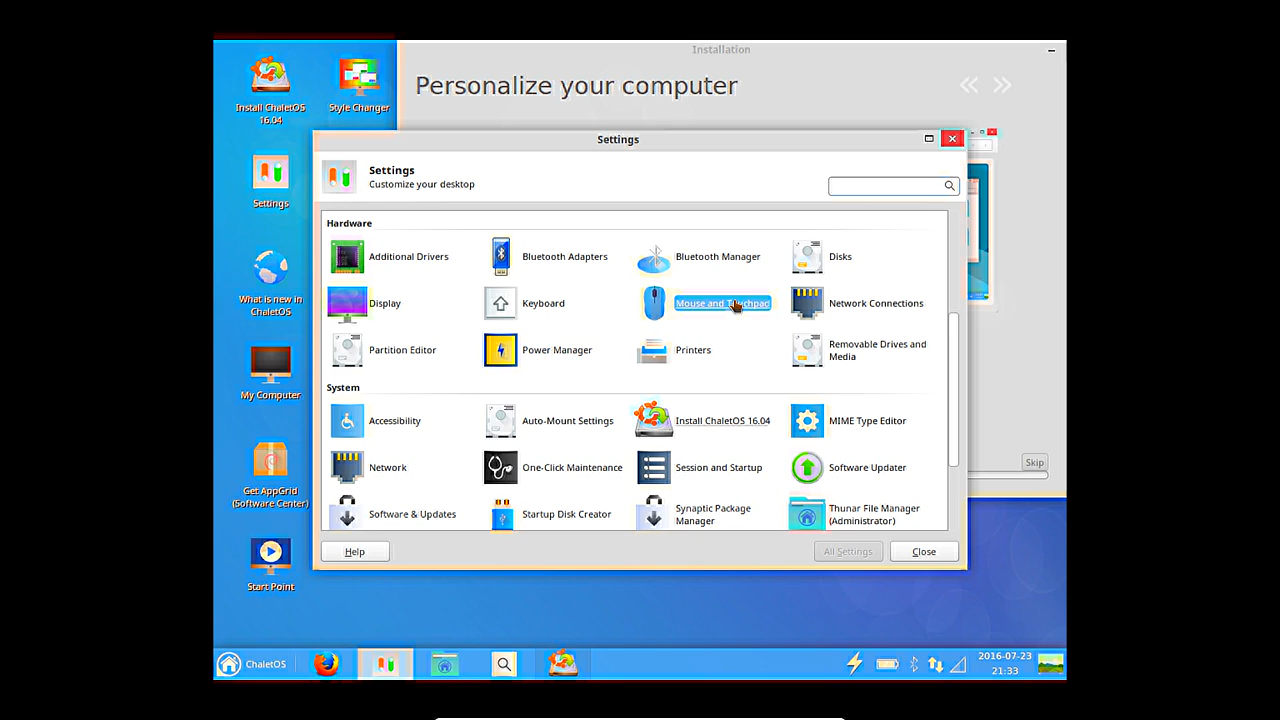 Installation
Personalize your computer
Install ChaletOS
16.04
Style Changer
Settings
What is new in
ChaletOS
My Computer
Get AppGrid
(Software Center)
Start Point
Settings
Settings
Customize your desktop
Hardware
Additional Drivers
Bluetooth Adapters
Bluetooth Manager
Disks
Display
Keyboard
Mouse and Touchpad
Network Connections
Partition Editor
Power Manager
Printers
Removable Drives and
Media
System
Accessibility
Auto-Mount Settings
Install ChaletOS 16.04
MIME Type Editor
Network
One-Click Maintenance
Session and Startup
Software Updater
Software & Updates
Startup Disk Creator
Synaptic Package
Manager
Thunar File Manager
(Administrator)
Help
All Settings
Close
Skip
ChaletOS
2016-07-23
21:33